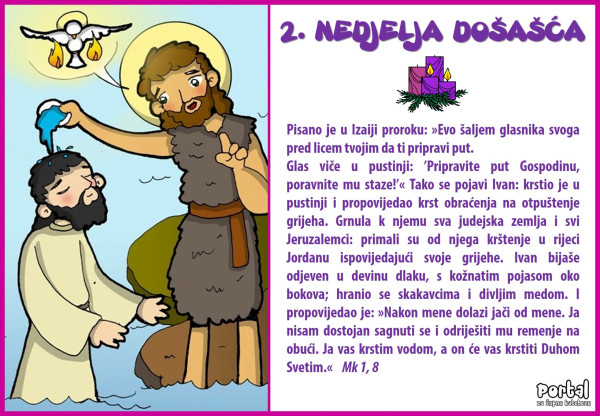 2. NEDJELJA DOŠAŠĆA
Pisano je u Izaiji proroku: »Evo šaljem glasnika svoga
pred licem tvojim da ti pripravi put.
Glas viče u pustinji: ‘Pripravite put Gospodinu,
poravnite mu staze!’« Tako se pojavi Ivan: krstio je u
pustinji i propovijedao krst obraćenja na otpuštenje
grijeha. Grnula k njemu sva judejska zemlja i svi
Jeruzalemci: primali su od njega krštenje u rijeci
Jordanu ispovijedajući svoje grijehe. Ivan bijaše
odjeven u devinu dlaku, s kožnatim pojasom oko
bokova; hranio se skakavcima i divljim medom. I
propovijedao je: »Nakon mene dolazi jači od mene. Ja
nisam dostojan sagnuti se i odriješiti mu remenje na
obući. Ja vas krstim vodom, a on će vas krstiti Duhom
Svetim.« Mk 1, 8
portal